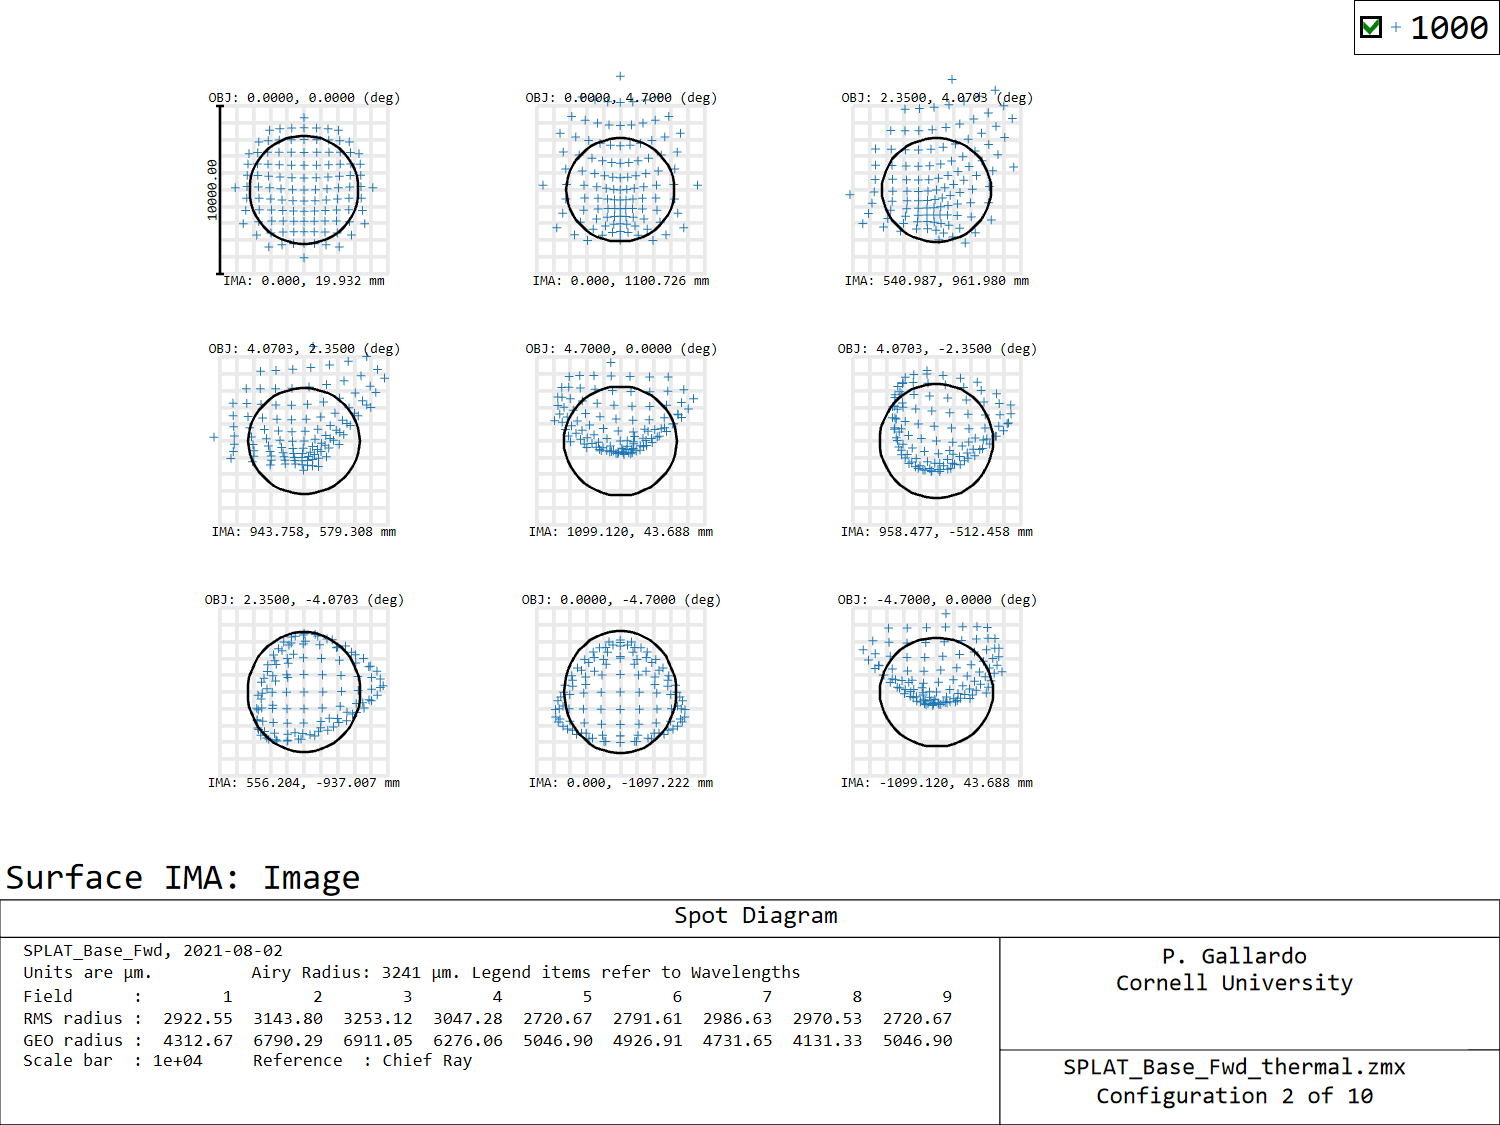 1000
OBJ: 0.0000, 0.0000 (deg)
OBJ: 0.0000, 4.7000 (deg)
OBJ: 2.3500, 4.0703 (deg)
10000.00
IMA: 0.000, 19.932 mm
IMA: 0.000, 1100.726 mm
IMA: 540.987, 961.980 mm
OBJ: 4.0703, 2.3500 (deg)
OBJ: 4.7000, 0.0000 (deg)
OBJ: 4.0703, -2.3500 (deg)
IMA: 943.758, 579.308 mm
IMA: 1099.120, 43.688 mm
IMA: 958.477, -512.458 mm
OBJ: 2.3500, -4.0703 (deg)
OBJ: 0.0000, -4.7000 (deg)
OBJ: -4.7000, 0.0000 (deg)
IMA: 556.204, -937.007 mm
IMA: 0.000, -1097.222 mm
IMA: -1099.120, 43.688 mm
Surface IMA: Image
Spot Diagram
SPLAT_Base_Fwd, 2021-08-02
Units are µm. Airy Radius: 3241 µm. Legend items refer to Wavelengths
Field : 1 2 3 4 5 6 7 8 9
RMS radius : 2922.55 3143.80 3253.12 3047.28 2720.67 2791.61 2986.63 2970.53 2720.67
GEO radius : 4312.67 6790.29 6911.05 6276.06 5046.90 4926.91 4731.65 4131.33 5046.90
Scale bar : 1e+04 Reference : Chief Ray
P. Gallardo
Cornell University
SPLAT_Base_Fwd_thermal.zmx
Configuration 2 of 10